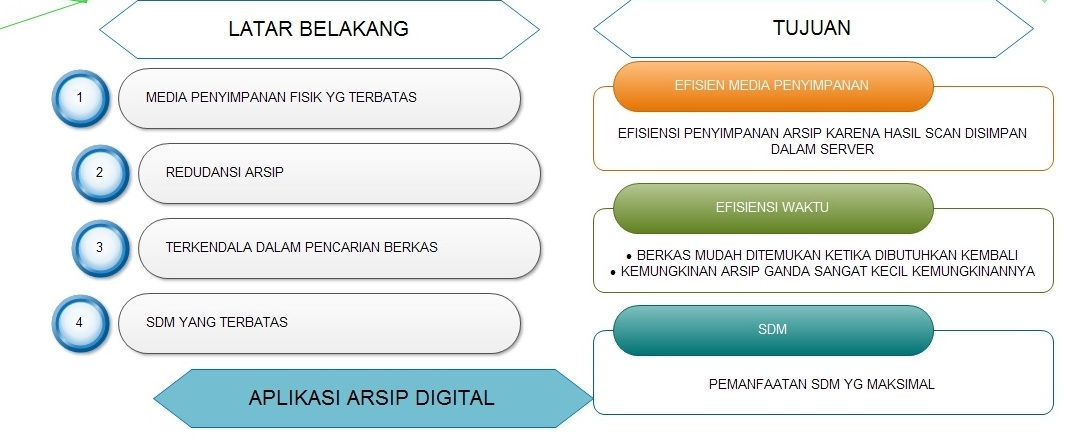 LATAR BELAKANG
1
MEDIA PENYIMPANAN FISIK YG TERBATAS
2
REDUDANSI ARSIP
3
TERKENDALA DALAM PENCARIAN BERKAS
4
SDM YANG TERBATAS
APLIKASI ARSIP DIGITAL
TUJUAN
EFISIEN MEDIA PENYIMPANAN
EFISIENSI PENYIMPANAN ARSIP KARENA HASIL SCAN DISIMPAN
DALAM SERVER
EFISIENSI WAKTU
• BERKAS MUDAH DITEMUKAN KETIKA DIBUTUHKAN KEMBALI
• KEMUNGKINAN ARSIP GANDA SANGAT KECIL KEMUNGKINANNYA
SDM
PEMANFAATAN SDM YG MAKSIMAL